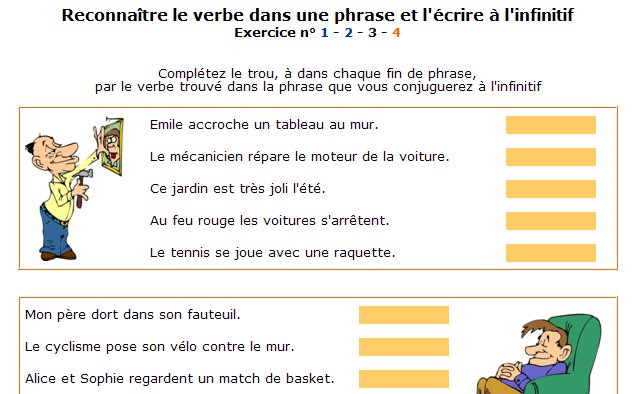 Reconnaître le verbe dans une phrase et l'écrire à l'infinitif
Exercice n° 1 - 2 - 3 - 4
Complétez le trou, à dans chaque fin de phrase,
par le verbe trouvé dans la phrase que vous conjuguerez à l'infinitif
Emile accroche un tableau au mur.
Le mécanicien répare le moteur de la voiture.
Ce jardin est très joli l'été.
Au feu rouge les voitures s'arrêtent.
Le tennis se joue avec une raquette.
Mon père dort dans son fauteuil.
Le cyclisme pose son vélo contre le mur.
Alice et Sophie regardent un match de basket.